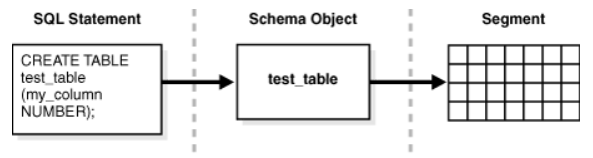 SQL Statement
Schema Object
Segment
CREATE TABLE
test_table
(my_column
NUMBER);
test_table